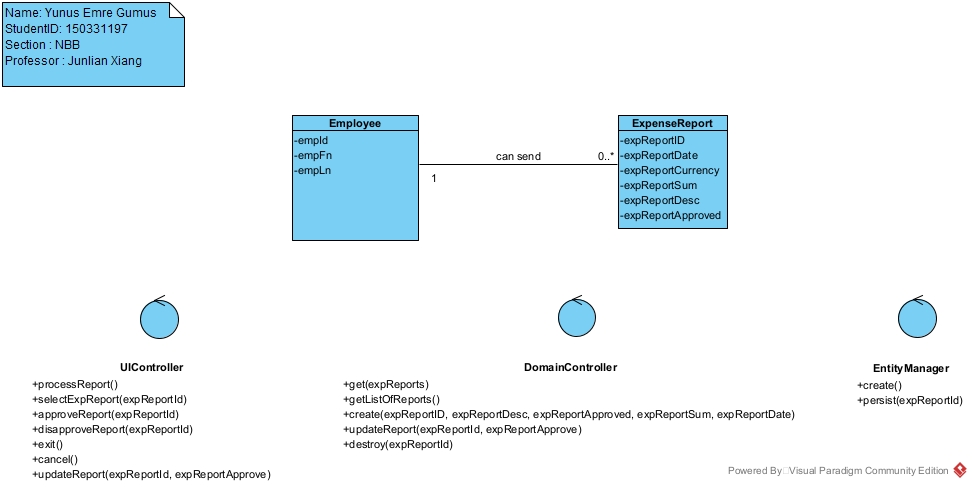 Name: Yunus Emre Gumus
StudentID: 150331197
Section : NBB
Professor : Junlian Xiang
Employee
-empId
-empFn
-empLn
can send
0..*
1
ExpenseReport
-expReportID
-expReportDate
-expReportCurrency
-expReportSum
-expReportDesc
-expReportApproved
UIController
+processReport()
+selectExpReport(expReportId)
+approveReport(expReportId)
+disapproveReport(expReportId)
+exit()
+cancel()
+updateReport(expReportId, expReportApprove)
DomainController
+get(expReports)
+getListOfReports()
+create(expReportID, expReportDesc, expReportApproved, expReportSum, expReportDate)
+updateReport(expReportId, expReportApprove)
+destroy(expReportId)
EntityManager
+create()
+persist(expReportId)
Powered By Visual Paradigm Community Edition